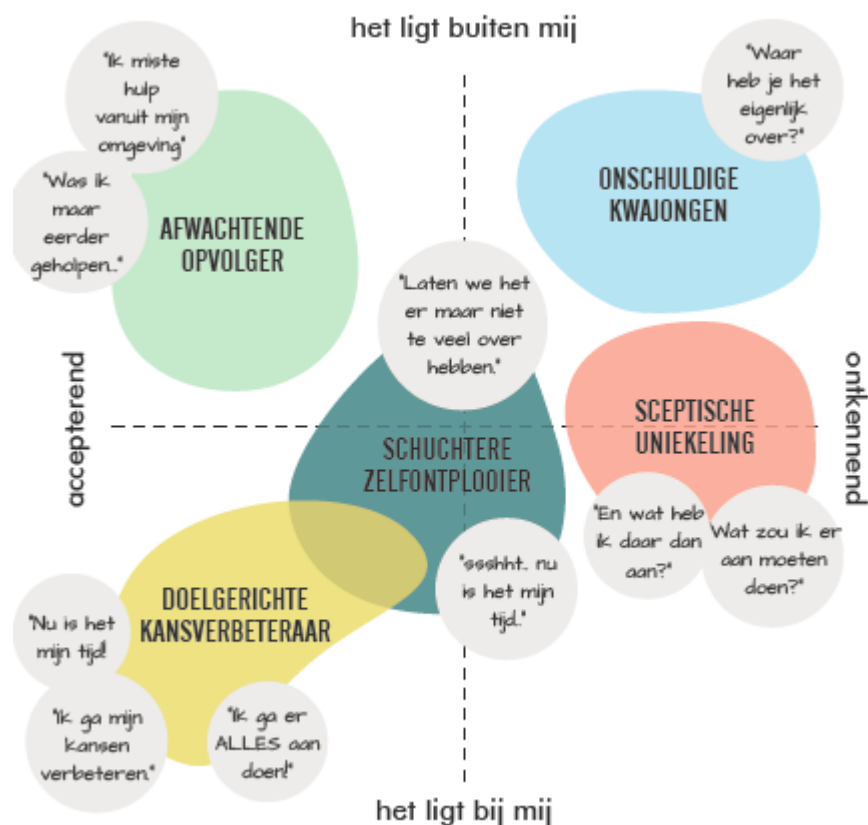 het ligt buiten mij
"Ik miste
hulp
vanuit mijn
omgeving"
"Was ik
maar
eerder
geholpen.."
AFWACHTENDE
OPVOLGER
"Waar
heb je het
eigenlijk
over?"
ONSCHULDIGE
KWAJONGEN
"Laten we het
er maar niet
te veel over
hebben."
accepterend
ontkennend
SCEPTISCHE
UNIEKELING
SCHUCHTERE
ZELFONTPLOOIER
"En wat heb
ik daar dan
aan?"
Wat zou ik er
aan moeten
doen?"
"ssshht.. nu
is het mijn
tijd.."
DOELGERICHTE
KANSVERBETERAAR
"Nu is het
mijn tijd!
"Ik ga mijn
kansen
verbeteren."
"Ik ga er
ALLES aan
doen!"
het ligt bij mij